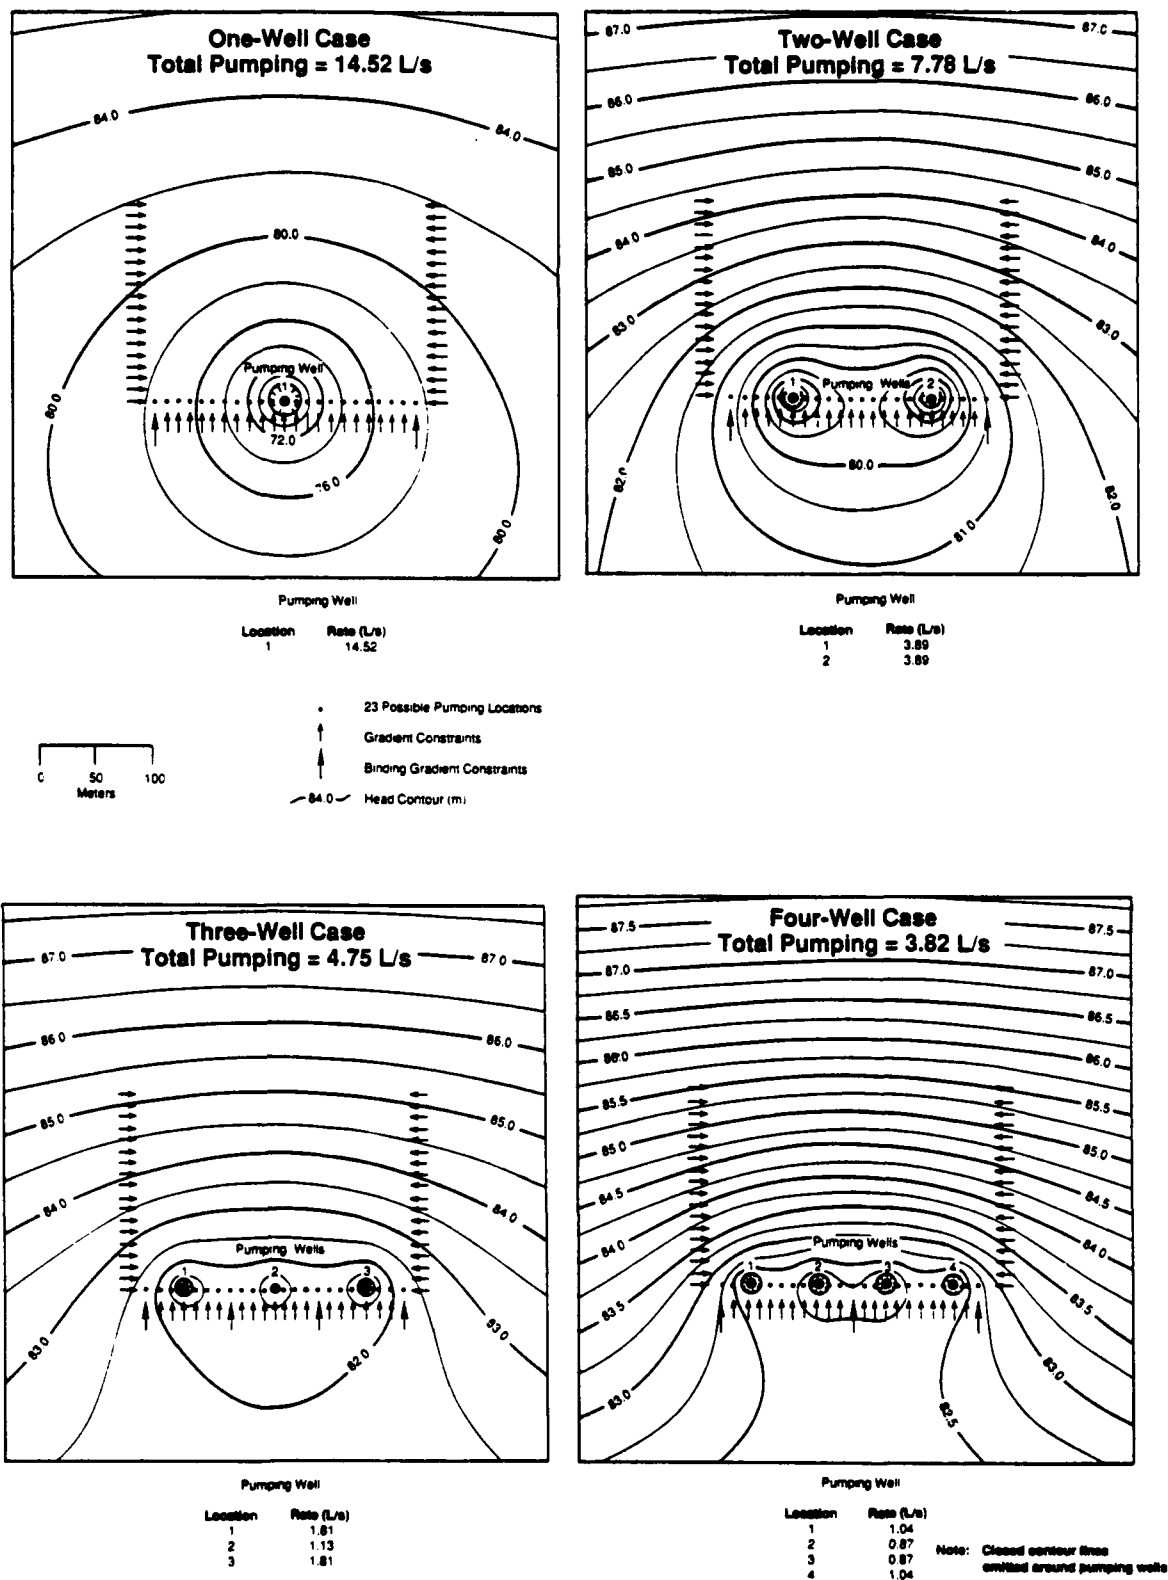 One-Well Case
Total Pumping = 14.52 L/s
84.0
84.0
80.0
Pumping Well
1
72.0
76.0
80.0
80.0
Pumping Well
Location Rate (L/s)
1 14.52
Two-Well Case
Total Pumping = 7.78 L/s
87.0
87.0
86.0
86.0
85.0
85.0
84.0
84.0
83.0
83.0
1 Pumping Wells 2
80.0
82.0
82.0
81.0
Pumping Well
Location Rate (L/s)
1 3.89
2 3.89
0 50 100
Meters
23 Possible Pumping Locations
Gradient Constraints
Binding Gradient Constraints
84.0 Head Contour (m)
Three-Well Case
Total Pumping = 4.75 L/s
87.0
87.0
86.0
86.0
85.0
85.0
84.0
84.0
Pumping Wells
1 2 3
83.0
83.0
82.0
Pumping Well
Location Rate (L/s)
1 1.81
2 1.13
3 1.81
Four-Well Case
Total Pumping = 3.82 L/s
87.5
87.5
87.0
87.0
86.5
86.5
86.0
86.0
85.5
85.5
85.0
85.0
84.5
84.5
84.0
84.0
Pumping Wells
1 2 3 4
83.5
83.5
83.0
83.0
82.5
Pumping Well
Location Rate (L/s)
1 1.04
2 0.87
3 0.87
4 1.04
Note: Closed contour lines
omitted around pumping wells